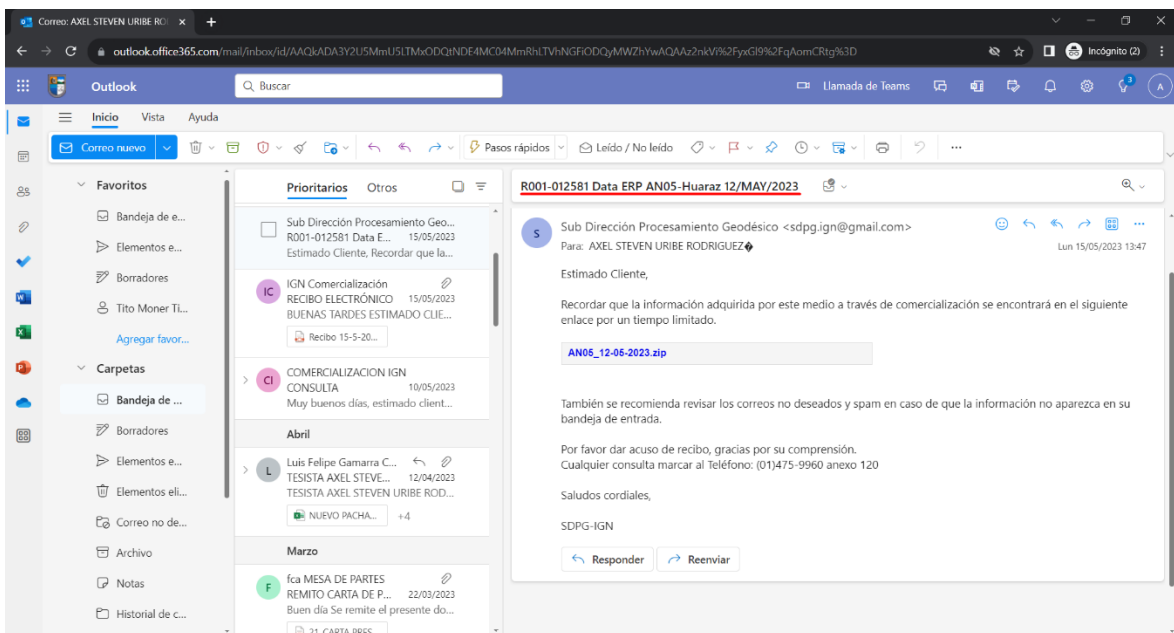 Correo: AXEL STEVEN URIBE RO
outlook.office365.com/mail/inbox/id/AAQkADA3Y2U5MmU5LTMxODQtNDE4MC04MmRhLTVhNGFiODQyMWZhYwAQAAz2nkVi%2FyxGl9%2FqAomCRtg%3D
Incógnito (2)
Outlook
Buscar
Llamada de Teams
3
A
Inicio Vista Ayuda
Correo nuevo
Pasos rápidos
Leído / No leído
Favoritos
Bandeja de e...
Elementos e...
Borradores
Tito Moner Ti...
Agregar favor...
Carpetas
Bandeja de ...
Borradores
Elementos e...
Elementos eli...
Correo no de...
Archivo
Notas
Historial de c...
Prioritarios Otros
Sub Dirección Procesamiento Geo...
R001-012581 Data E... 15/05/2023
Estimado Cliente, Recordar que la...
IC
IGN Comercialización
RECIBO ELECTRÓNICO 15/05/2023
BUENAS TARDES ESTIMADO CLIE...
Recibo 15-5-20...
CI
COMERCIALIZACION IGN
CONSULTA 10/05/2023
Muy buenos días, estimado client...
Abril
L
Luis Felipe Gamarra C...
TESISTA AXEL STEVE... 12/04/2023
TESISTA AXEL STEVEN URIBE ROD...
NUEVO PACHA... +4
Marzo
F
fca MESA DE PARTES
REMITO CARTA DE P... 22/03/2023
Buen día Se remite el presente do...
21 CARTA PRES...
R001-012581 Data ERP AN05-Huaraz 12/MAY/2023
S
Sub Dirección Procesamiento Geodésico <sdpg.ign@gmail.com>
Para: AXEL STEVEN URIBE RODRIGUEZ�
Lun 15/05/2023 13:47
Estimado Cliente,
Recordar que la información adquirida por este medio a través de comercialización se encontrará en el siguiente
enlace por un tiempo limitado.
AN05_12-05-2023.zip
También se recomienda revisar los correos no deseados y spam en caso de que la información no aparezca en su
bandeja de entrada.
Por favor dar acuso de recibo, gracias por su comprensión.
Cualquier consulta marcar al Teléfono: (01)475-9960 anexo 120
Saludos cordiales,
SDPG-IGN
Responder
Reenviar